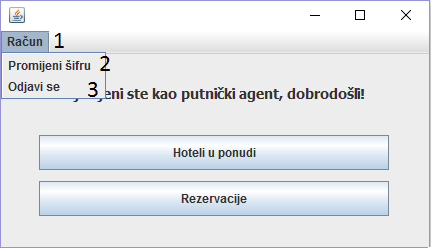 Račun 1
Promijeni šifru 2
Odjavi se 3
ste kao putnički agent, dobrodošli!
Hoteli u ponudi
Rezervacije